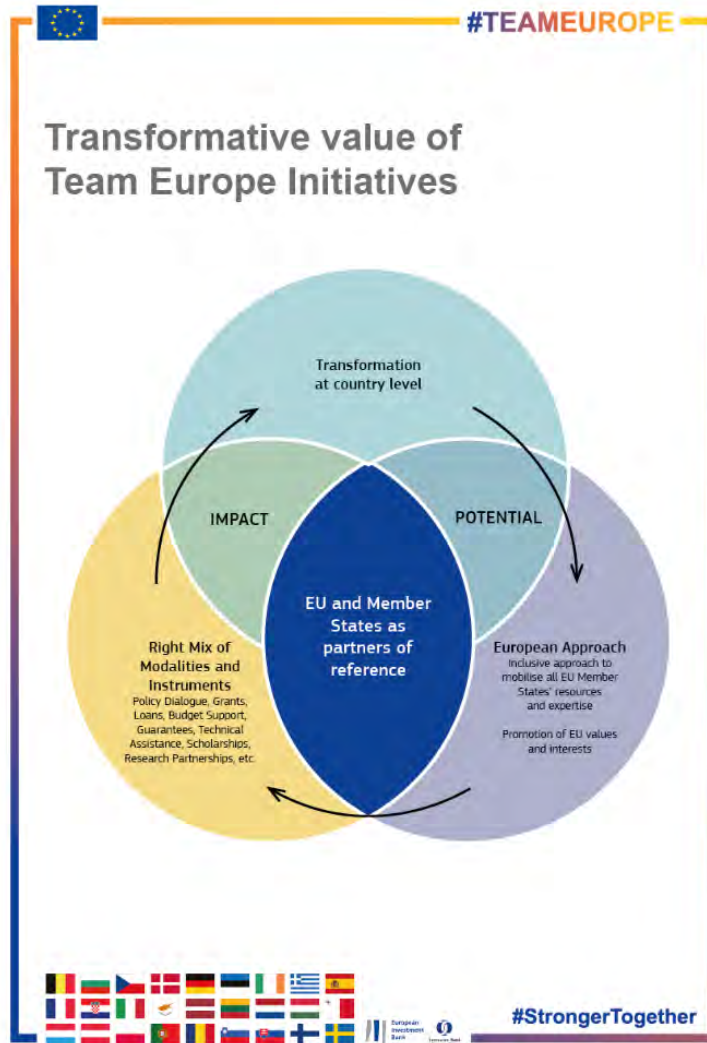 #TEAMEUROPE
Transformative value of
Team Europe Initiatives
Transformation
at country level
IMPACT
POTENTIAL
EU and Member
States as
partners of
reference
Right Mix of
Modalities and
Instruments
Policy Dialogue, Grants,
Loans, Budget Support,
Guarantees, Technical
Assistance, Scholarships,
Research Partnerships, etc.
European Approach
Inclusive approach to
mobilise all EU Member
States' resources
and expertise
Promotion of EU values
and interests
European
Investment
Bank
#StrongerTogether